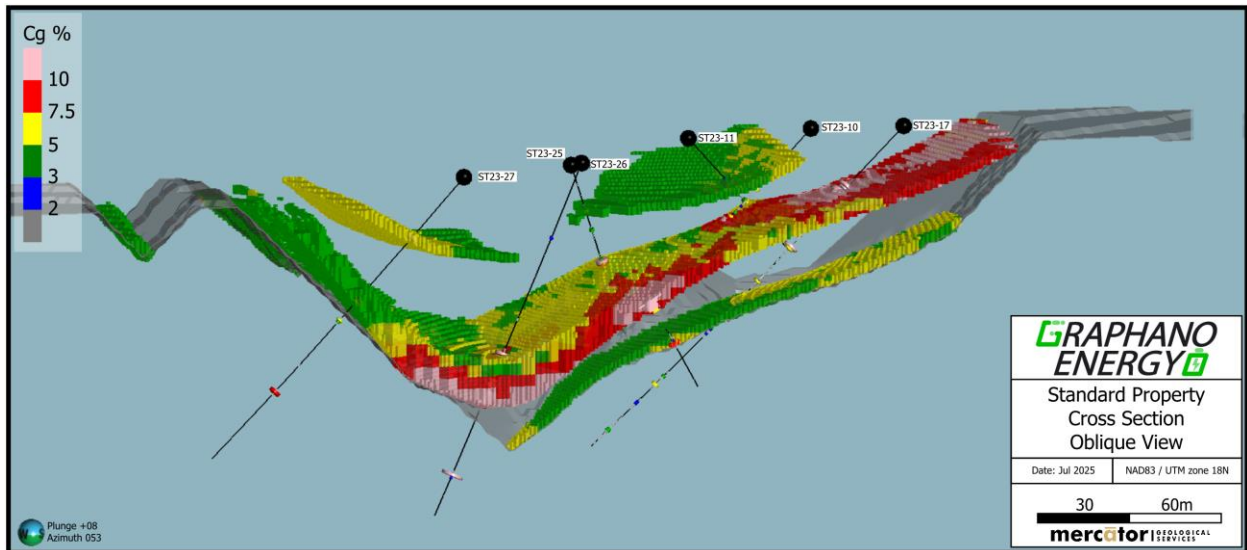 Cg %
10
7.5
5
3
2
ST23-27
ST23-25
ST23-26
ST23-11
ST23-10
ST23-17
GRAPHANO
ENERGY
Standard Property
Cross Section
Oblique View
Date: Jul 2025
NAD83 / UTM zone 18N
30 60m
mercator GEOLOGICAL
SERVICES
W S
Plunge +08
Azimuth 053